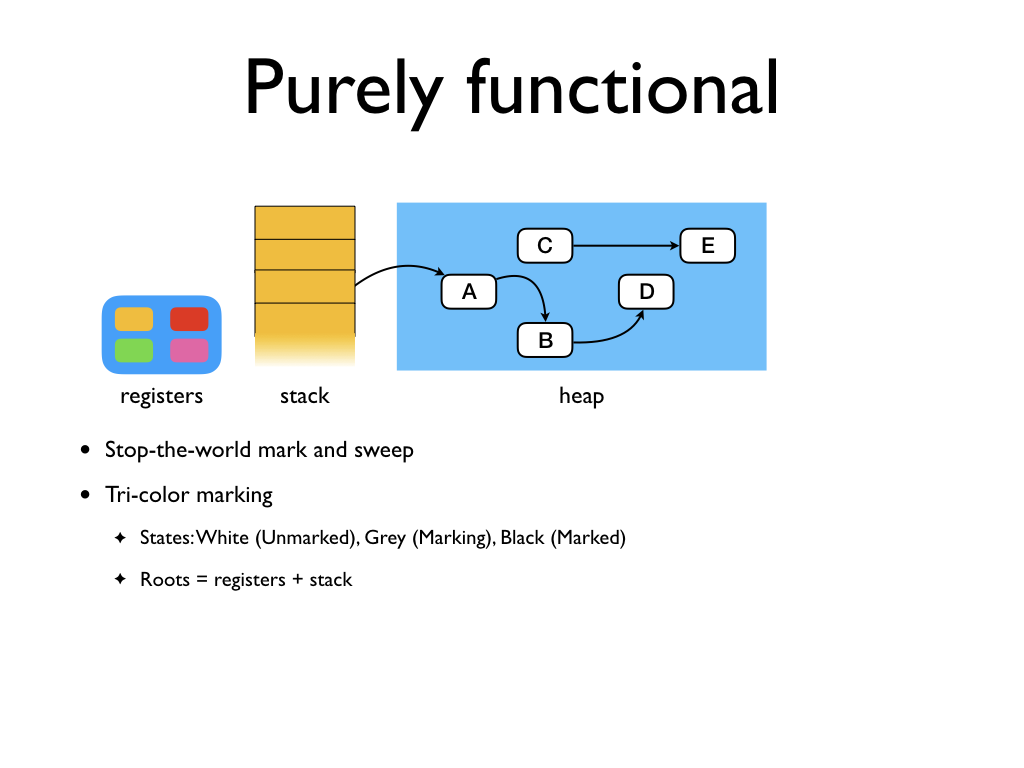 Purely functional
C
E
A
D
B
registers
stack
heap
• Stop-the-world mark and sweep
• Tri-color marking
✦ States: White (Unmarked), Grey (Marking), Black (Marked)
✦ Roots = registers + stack